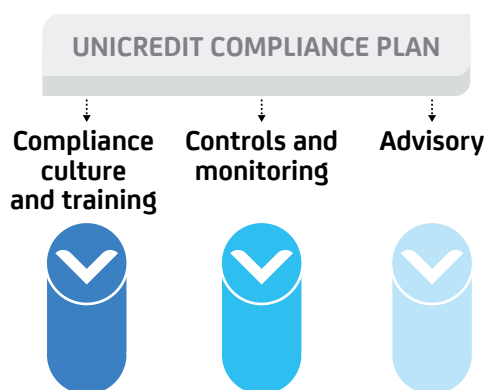 UNICREDIT COMPLIANCE PLAN
Compliance
culture
and training
Controls and
monitoring
Advisory